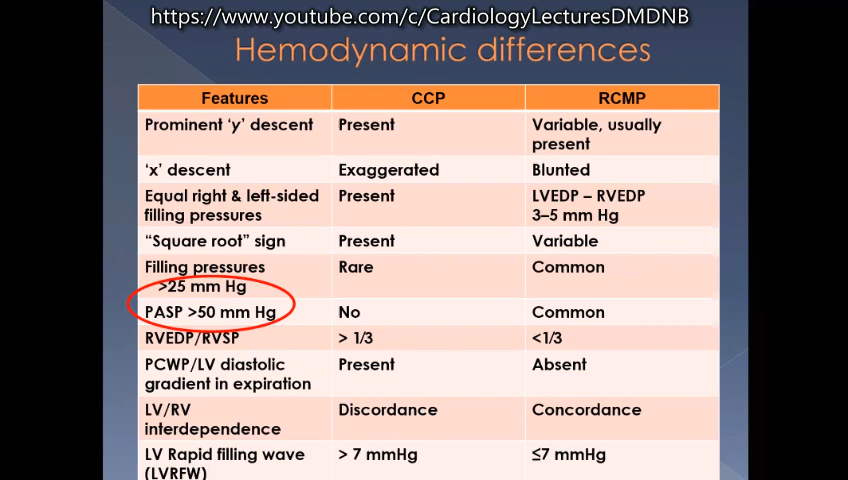 https://www.youtube.com/c/CardiologyLecturesDMDNB
Hemodynamic differences
Features CCP RCMP
Prominent ‘y’ descent Present Variable, usually
present
‘x’ descent Exaggerated Blunted
Equal right & left-sided Present LVEDP – RVEDP
filling pressures 3–5 mm Hg
“Square root” sign Present Variable
Filling pressures Rare Common
>25 mm Hg
PASP >50 mm Hg No Common
RVEDP/RVSP > 1/3 <1/3
PCWP/LV diastolic Present Absent
gradient in expiration
LV/RV Discordance Concordance
interdependence
LV Rapid filling wave > 7 mmHg ≤7 mmHg
(LVRFW)